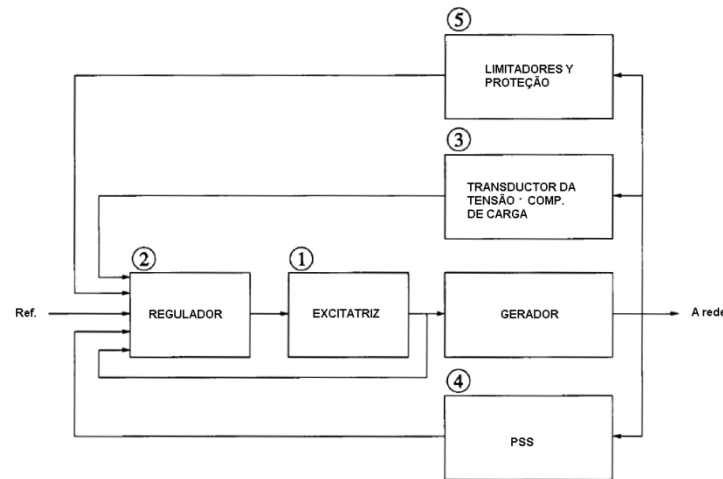 5
LIMITADORES Y
PROTEÇÃO
3
TRANSDUCTOR DA
TENSÃO - COMP.
DE CARGA
2
1
Ref.
REGULADOR
EXCITATRIZ
GERADOR
A rede
4
PSS